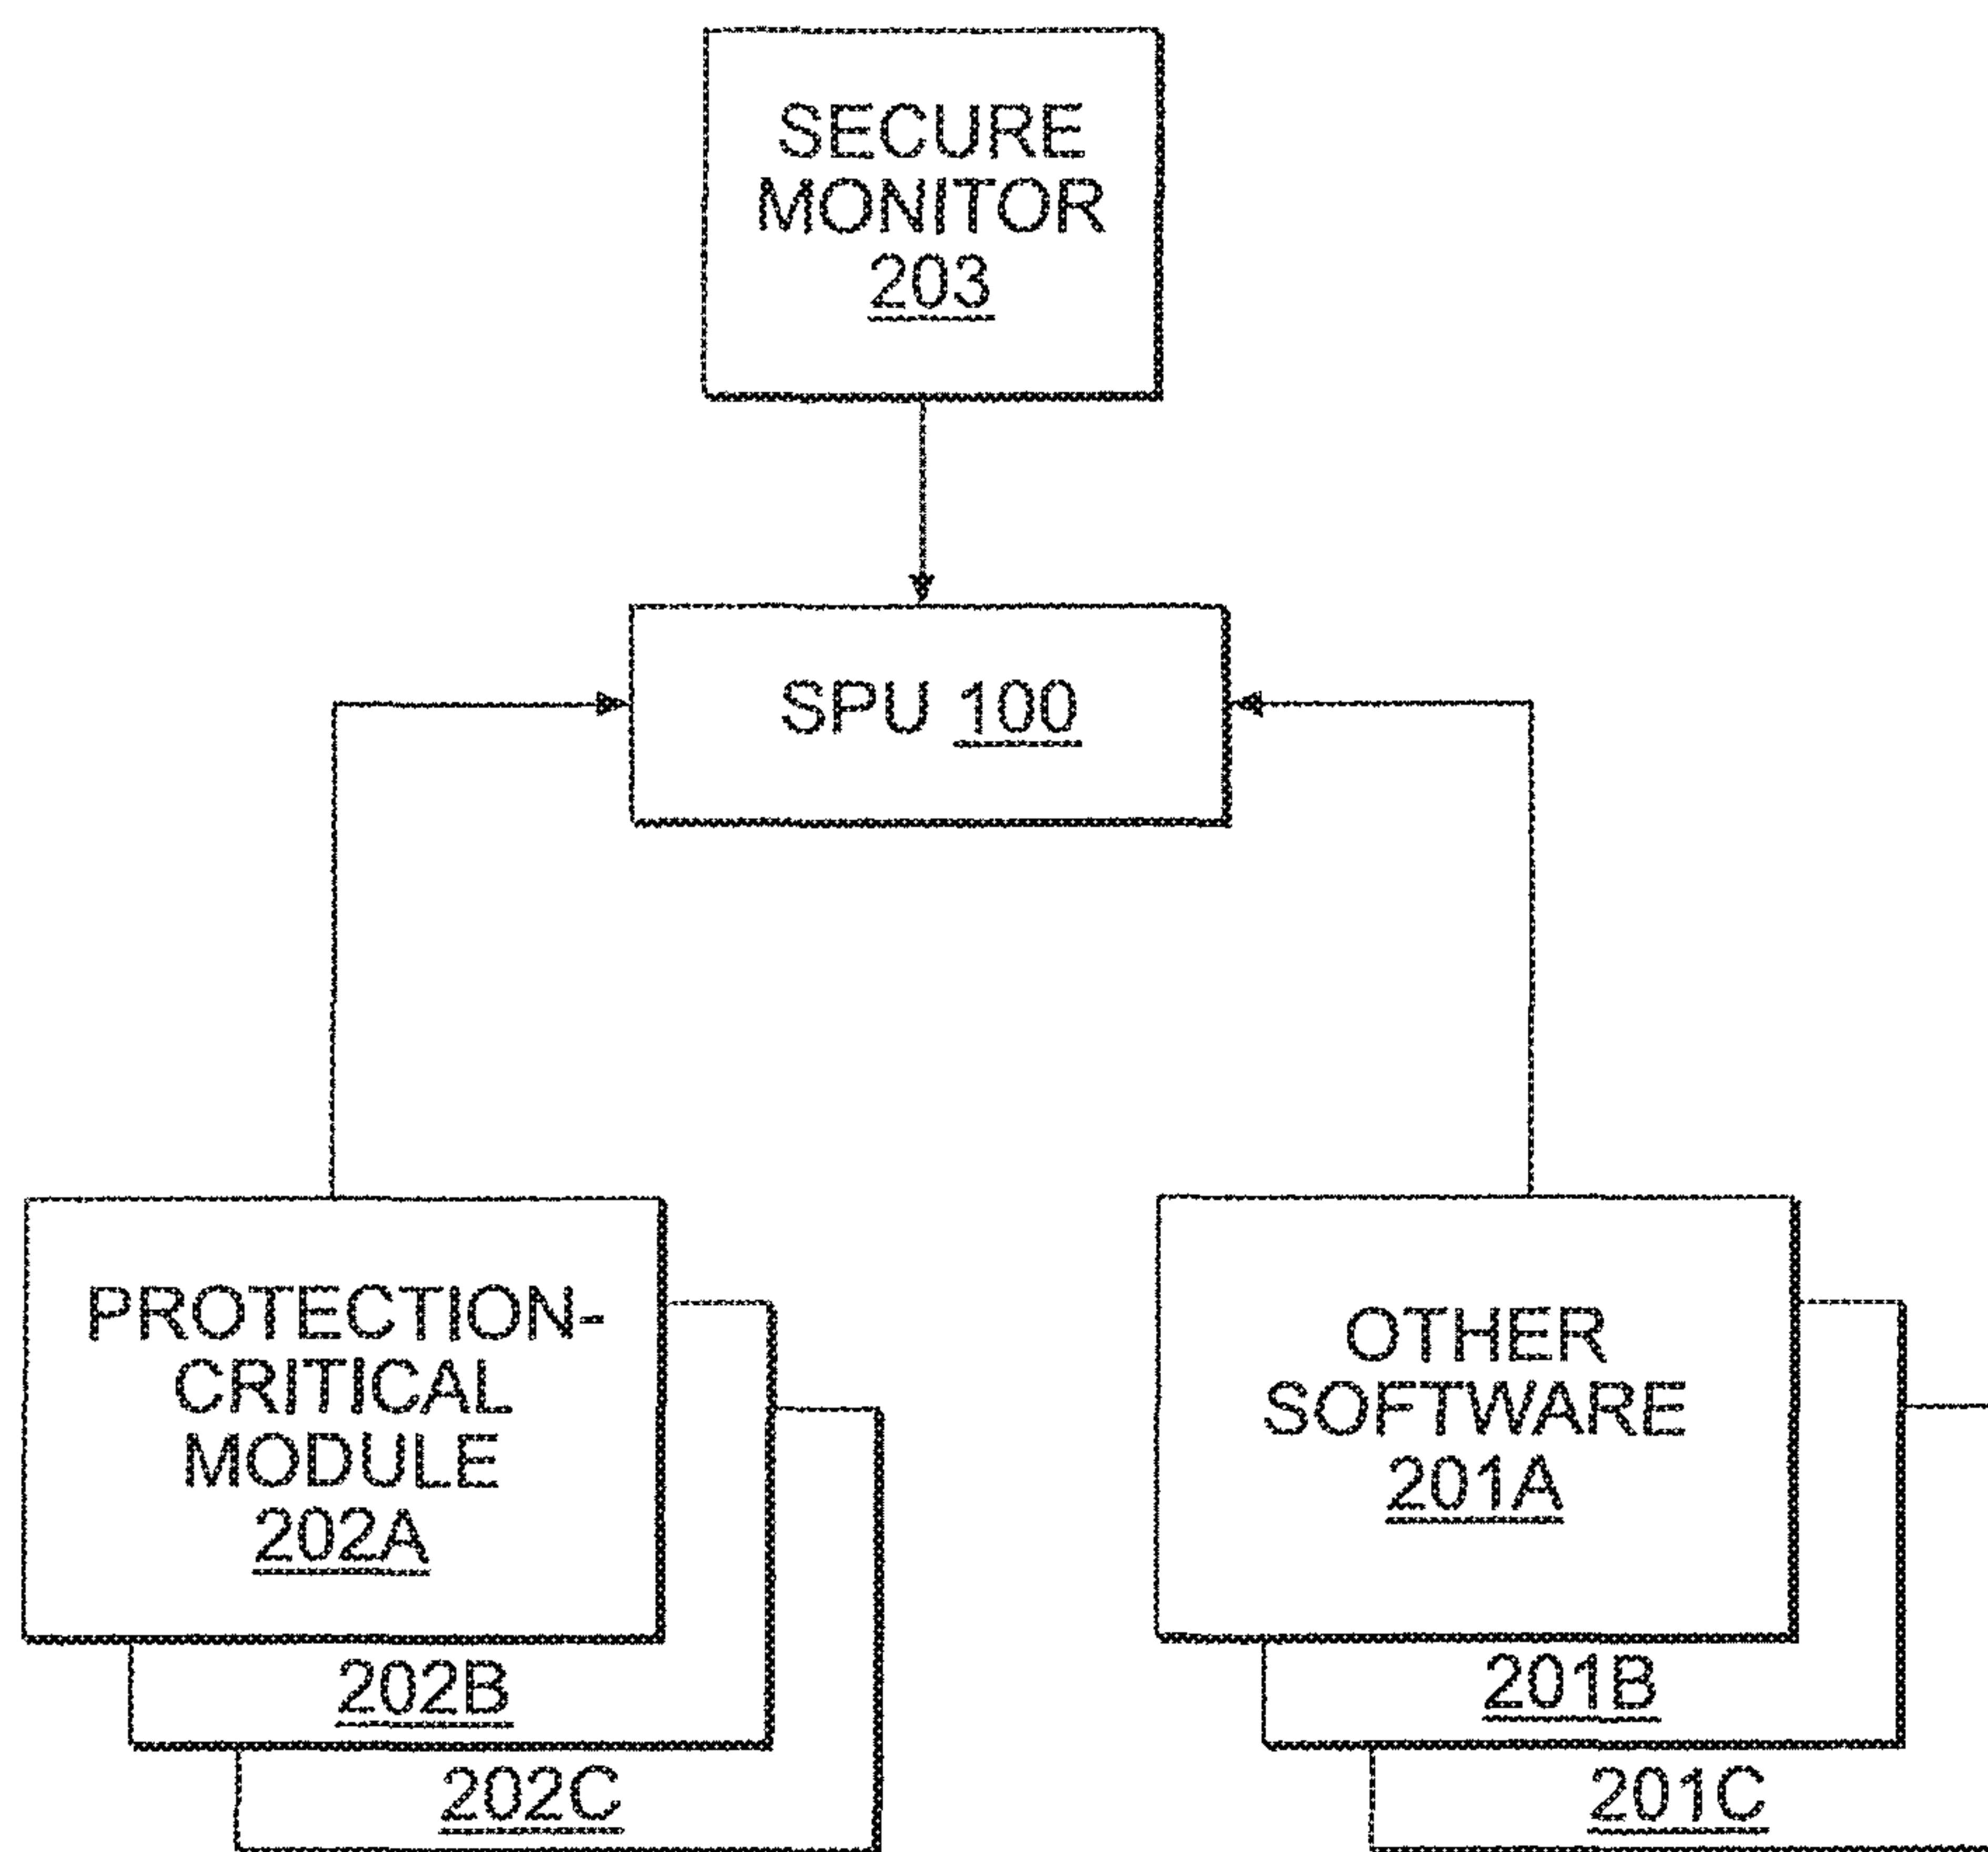 SECURE
MONITOR
203
SPU 100
PROTECTION-
CRITICAL
MODULE
202A
202B
202C
OTHER
SOFTWARE
201A
201B
201C